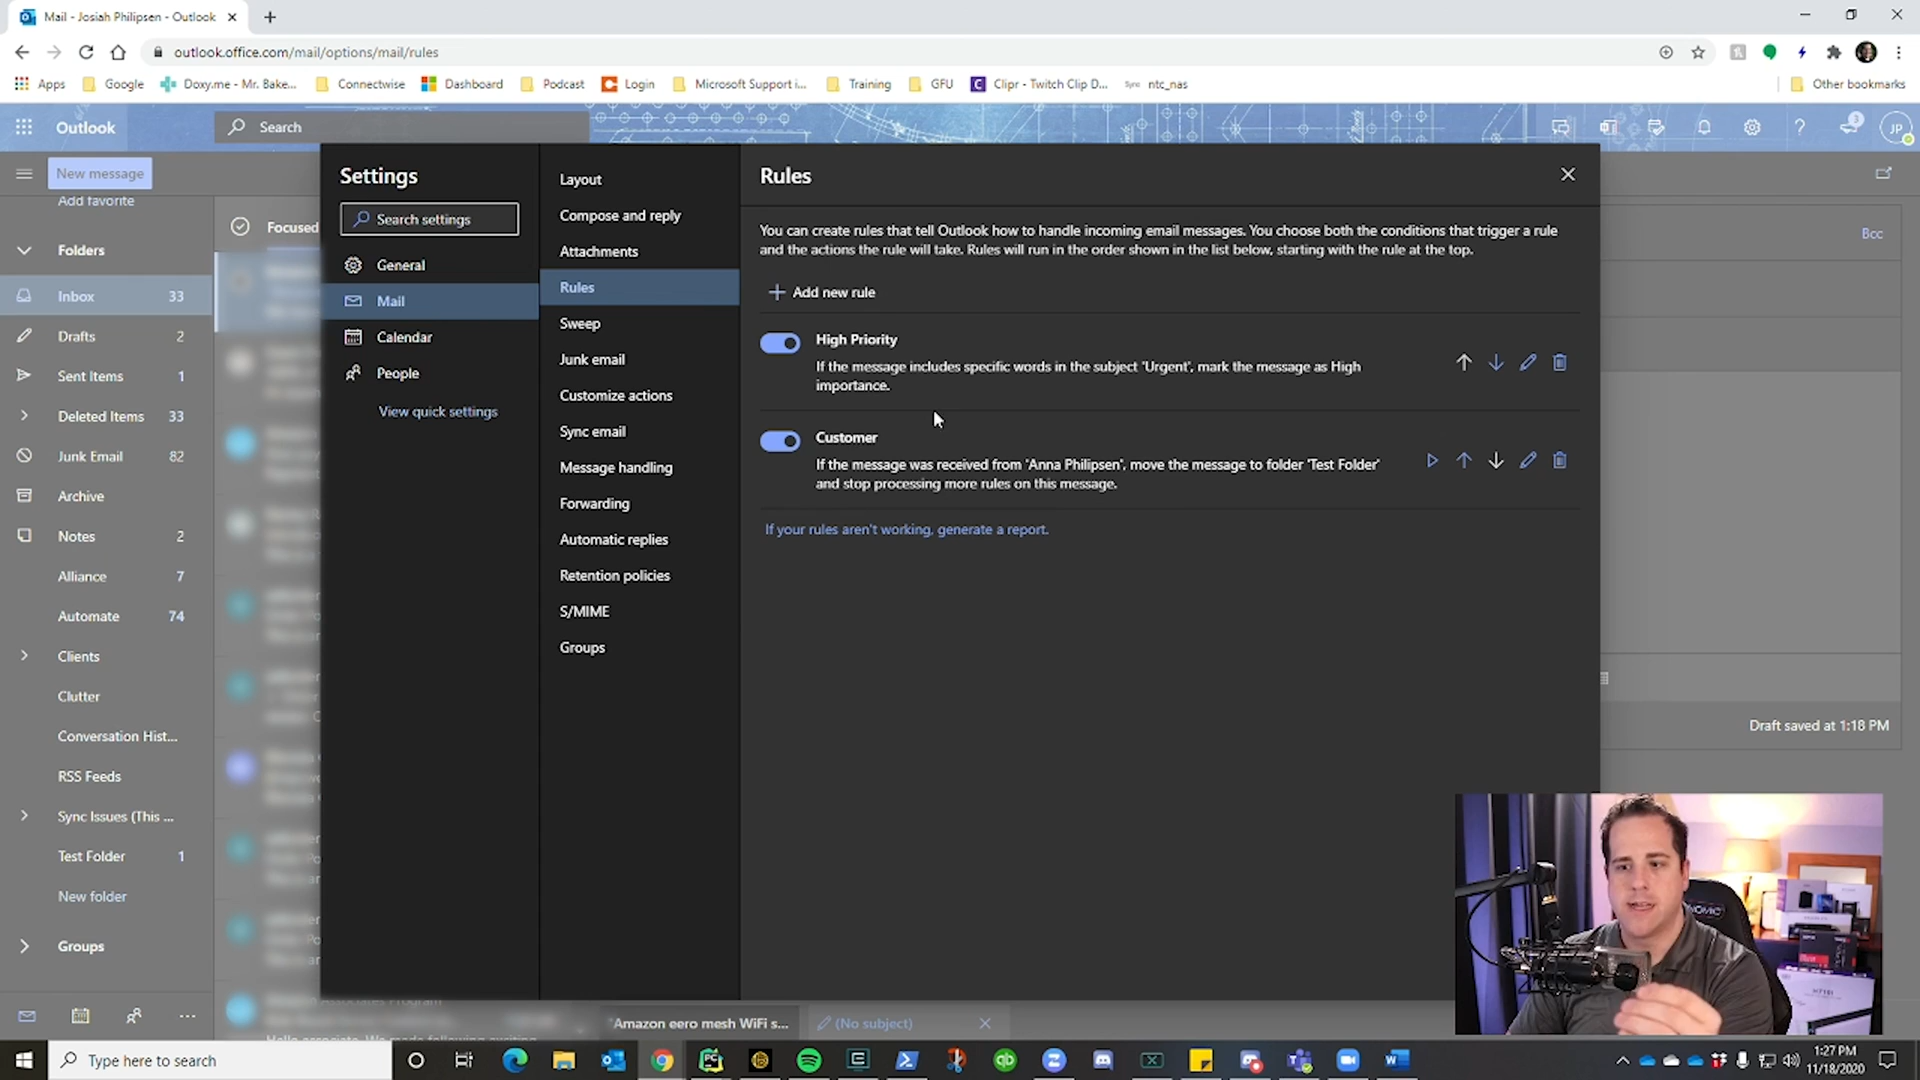 Mail - Josiah Philipsen - Outlook
outlook.office.com/mail/options/mail/rules
Apps
Google
Doxy.me - Mr. Bake...
Connectwise
Dashboard
Podcast
Login
Microsoft Support i...
Training
GFU
Clipr - Twitch Clip D...
Sync
ntc_nas
Other bookmarks
Outlook
Search
3
JP
New message
Add favorite
Folders
Inbox 33
Drafts 2
Sent Items 1
Deleted Items 33
Junk Email 82
Archive
Notes 2
Alliance 7
Automate 74
Clients
Clutter
Conversation Hist...
RSS Feeds
Sync Issues (This ...
Test Folder 1
New folder
Groups
Focused
Settings
Search settings
General
Mail
Calendar
People
View quick settings
Layout
Compose and reply
Attachments
Rules
Sweep
Junk email
Customize actions
Sync email
Message handling
Forwarding
Automatic replies
Retention policies
S/MIME
Groups
Rules
You can create rules that tell Outlook how to handle incoming email messages. You choose both the conditions that trigger a rule
and the actions the rule will take. Rules will run in the order shown in the list below, starting with the rule at the top.
Add new rule
High Priority
If the message includes specific words in the subject 'Urgent', mark the message as High
importance.
Customer
If the message was received from 'Anna Philipsen', move the message to folder 'Test Folder'
and stop processing more rules on this message.
If your rules aren't working, generate a report.
Bcc
Draft saved at 1:18 PM
"Amazon eero mesh WiFi s...
(No subject)
Type here to search
1:27 PM
11/18/2020